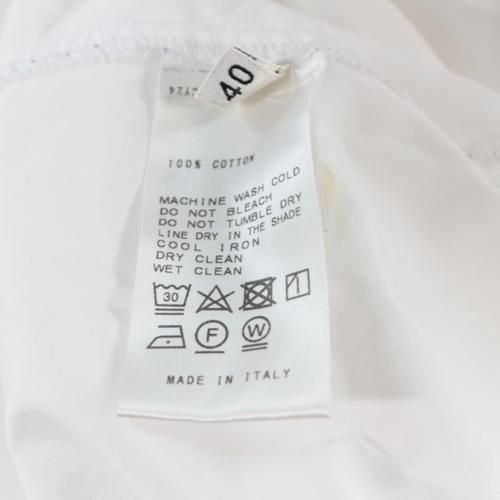 40
100% COTTON
MACHINE WASH COLD
DO NOT BLEACH
DO NOT TUMBLE DRY
LINE DRY IN THE SHADE
COOL IRON
DRY CLEAN
WET CLEAN
30
F W
MADE IN ITALY